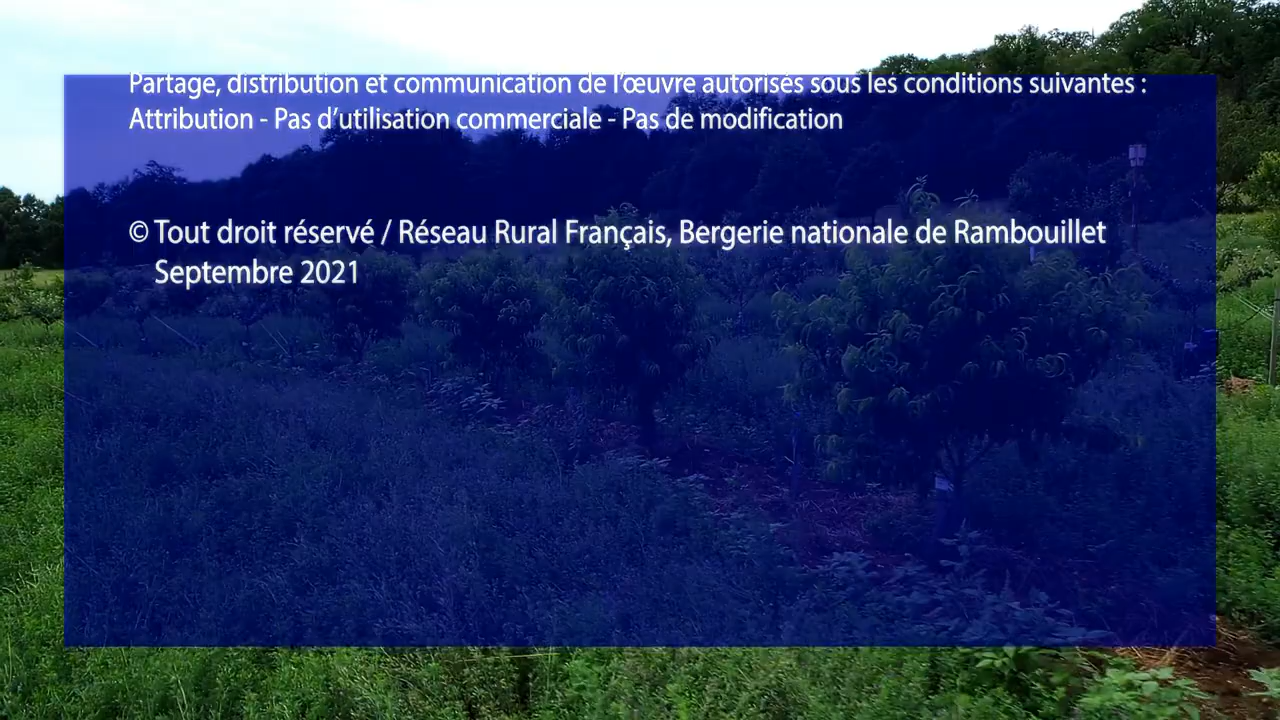 Partage, distribution et communication de l'œuvre autorisés sous les conditions suivantes :
Attribution - Pas d'utilisation commerciale - Pas de modification
© Tout droit réservé / Réseau Rural Français, Bergerie nationale de Rambouillet
Septembre 2021